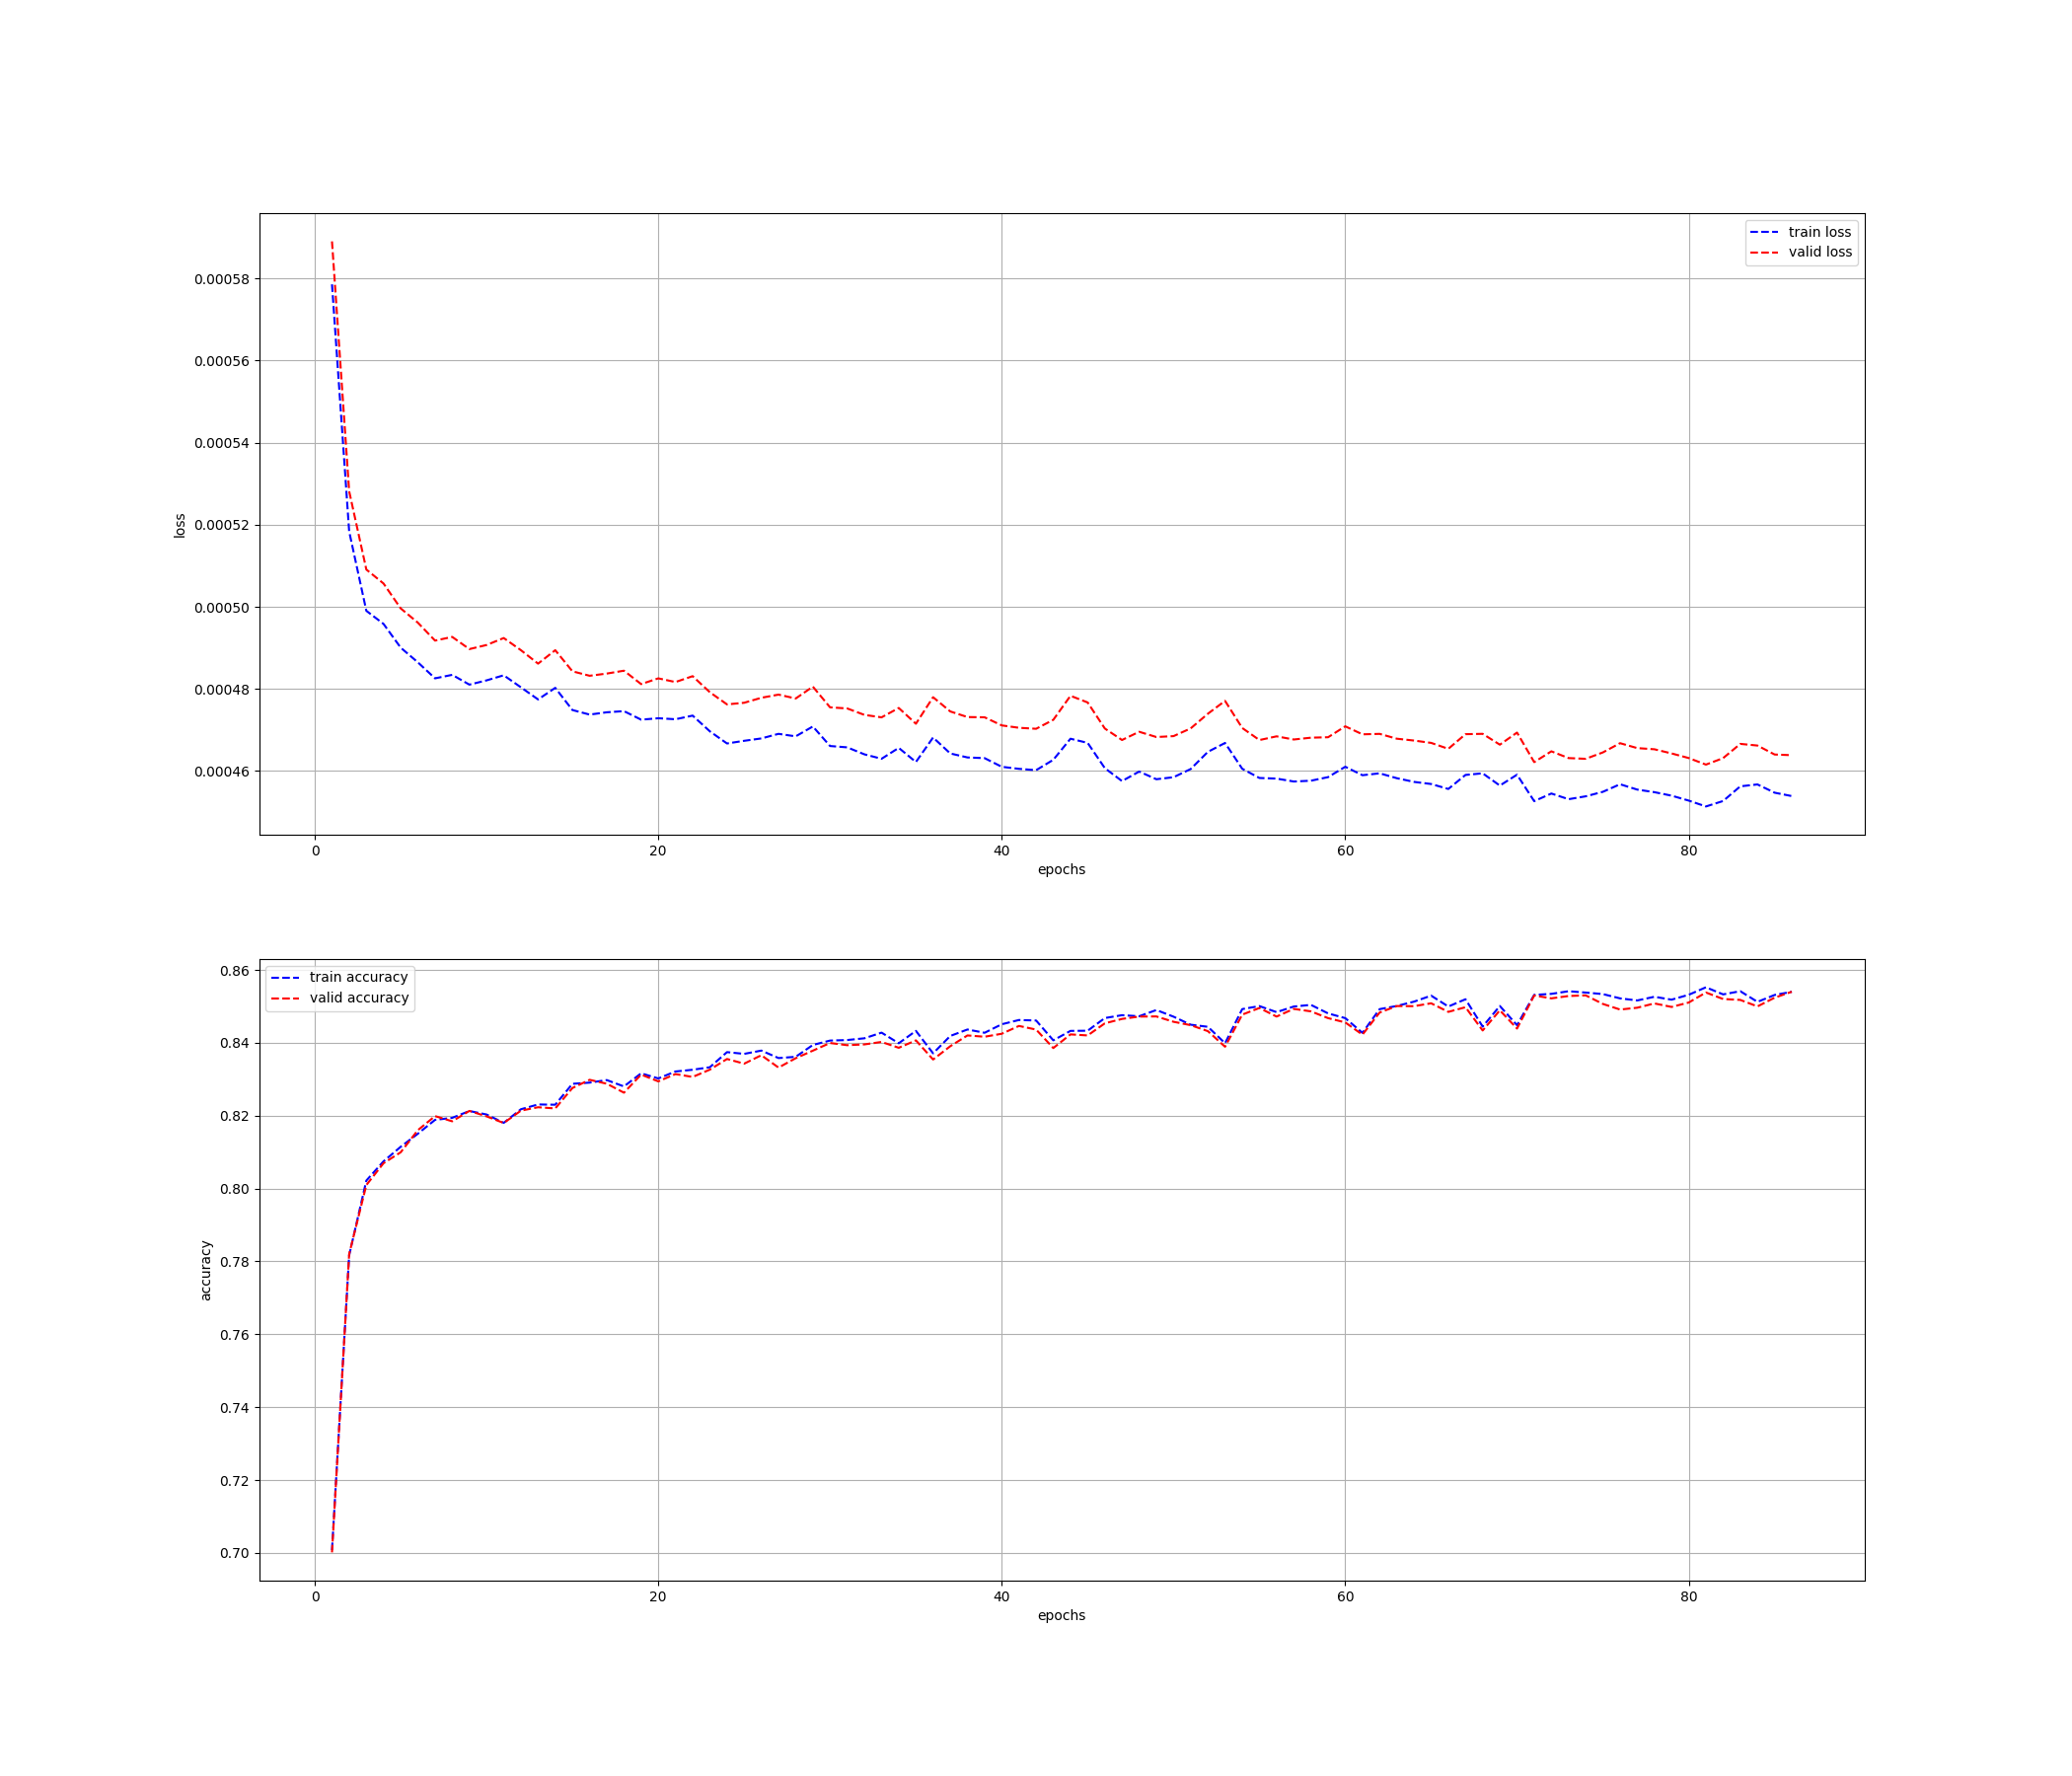 train loss
valid loss
0.00058
0.00056
0.00054
0.00052
0.00050
0.00048
0.00046
loss
0 20 40 60 80
epochs
train accuracy
valid accuracy
0.86
0.84
0.82
0.80
0.78
0.76
0.74
0.72
0.70
accuracy
0 20 40 60 80
epochs